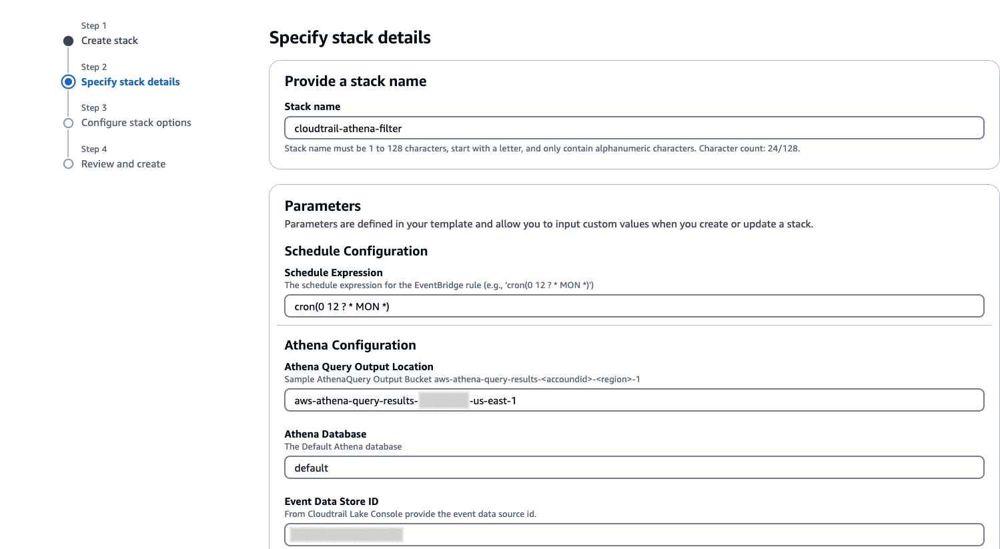 Step 1
Create stack
Step 2
Specify stack details
Step 3
Configure stack options
Step 4
Review and create
Specify stack details
Provide a stack name
Stack name
cloudtrail-athena-filter
Stack name must be 1 to 128 characters, start with a letter, and only contain alphanumeric characters. Character count: 24/128.
Parameters
Parameters are defined in your template and allow you to input custom values when you create or update a stack.
Schedule Configuration
Schedule Expression
The schedule expression for the EventBridge rule (e.g., 'cron(0 12 ? * MON *)')
cron(0 12 ? * MON *)
Athena Configuration
Athena Query Output Location
Sample AthenaQuery Output Bucket aws-athena-query-results-<accoundid>-<region>-1
aws-athena-query-results- -us-east-1
Athena Database
The Default Athena database
default
Event Data Store ID
From Cloudtrail Lake Console provide the event data source id.